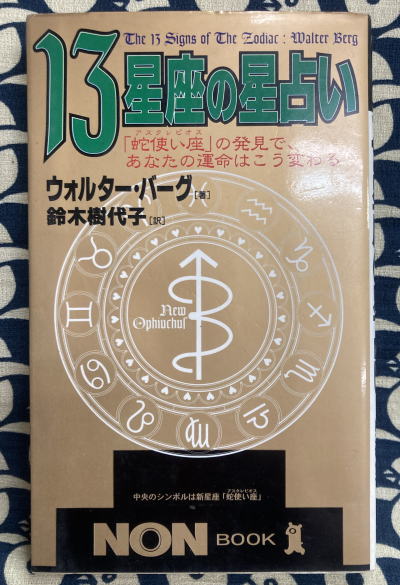 The 13 Signs of The Zodiac : Walter Berg
13星座の星占い
アスクレピオス
「蛇使い座」の発見で、
あなたの運命はこう変わる
ウォルター・バーグ[著]
鈴木樹代子[訳]
New
Ophiuchus
アスクレピオス
中央のシンボルは新星座「蛇使い座」
NON BOOK